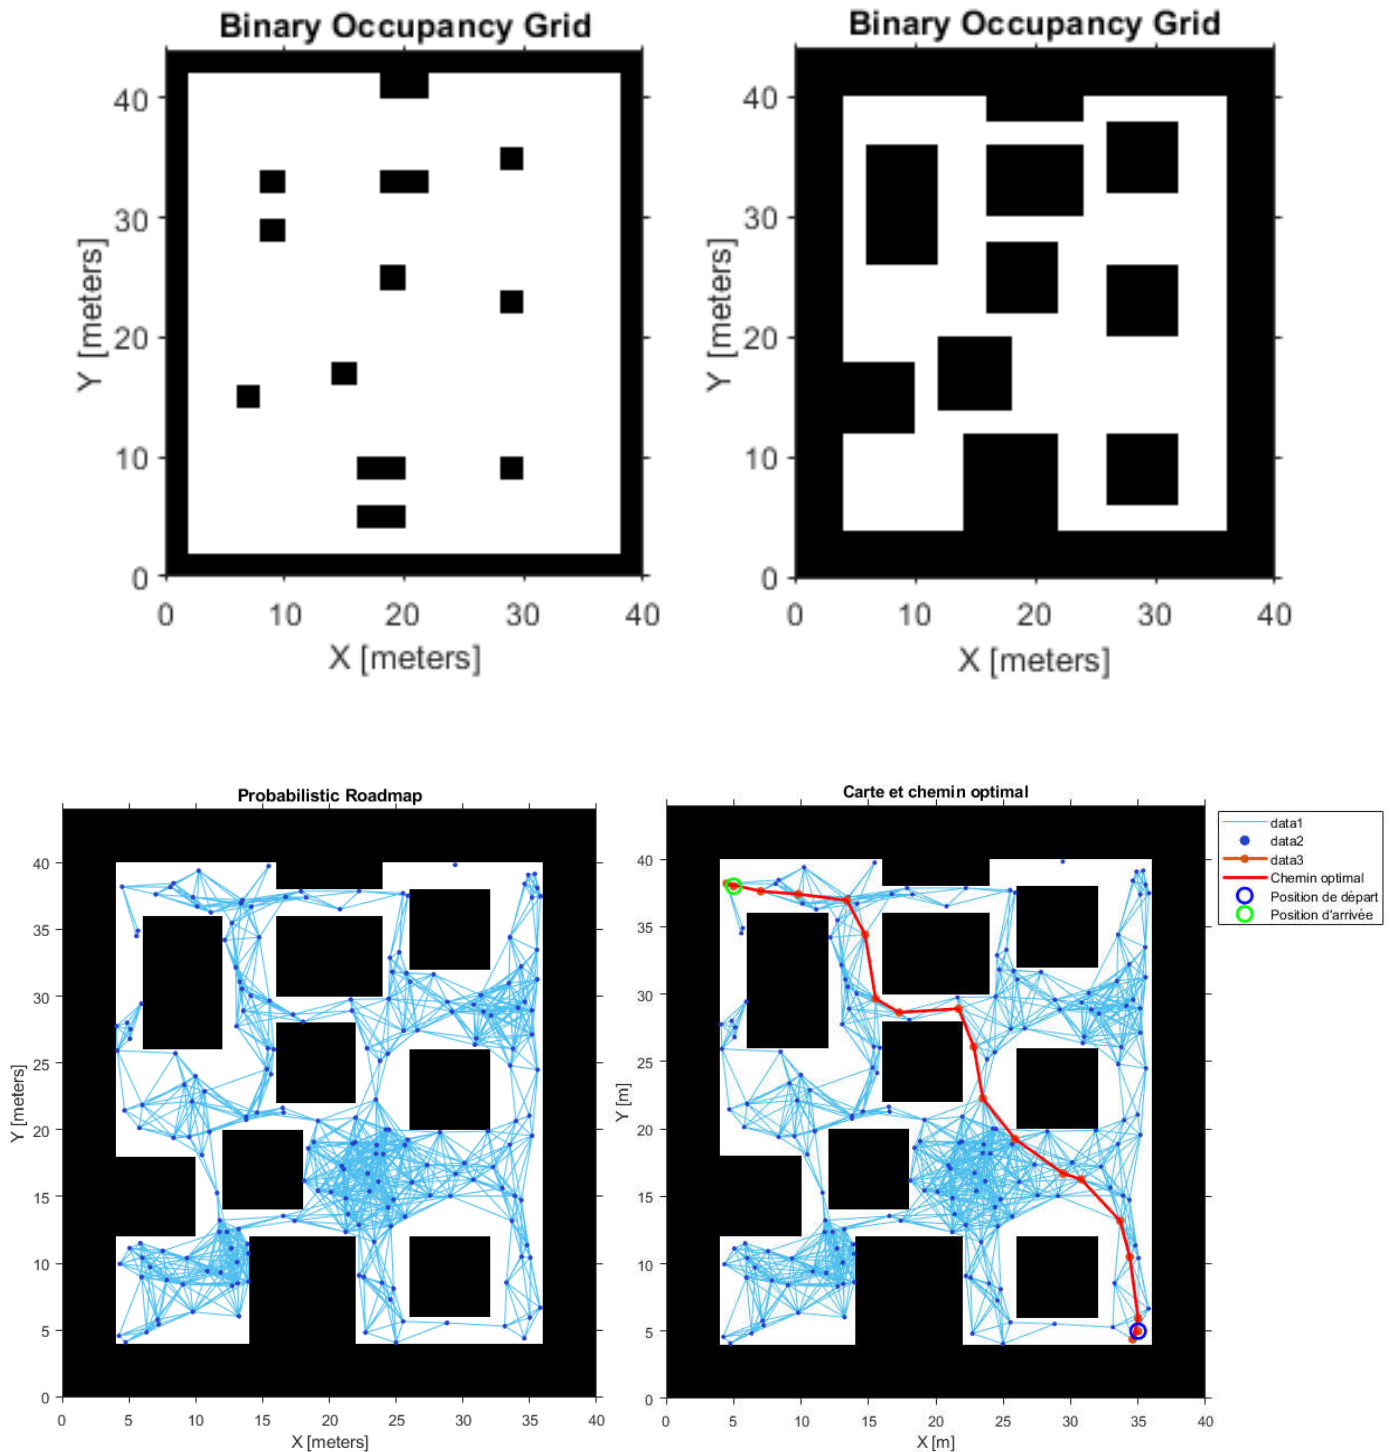 Binary Occupancy Grid
40
30
20
10
0
Y [meters]
0 10 20 30 40
X [meters]
Binary Occupancy Grid
40
30
20
10
0
Y [meters]
0 10 20 30 40
X [meters]
Probabilistic Roadmap
40
35
30
25
20
15
10
5
0
Y [meters]
0 5 10 15 20 25 30 35 40
X [meters]
Carte et chemin optimal
40
35
30
25
20
15
10
5
0
Y [m]
0 5 10 15 20 25 30 35 40
X [m]
data1
data2
data3
Chemin optimal
Position de départ
Position d'arrivée